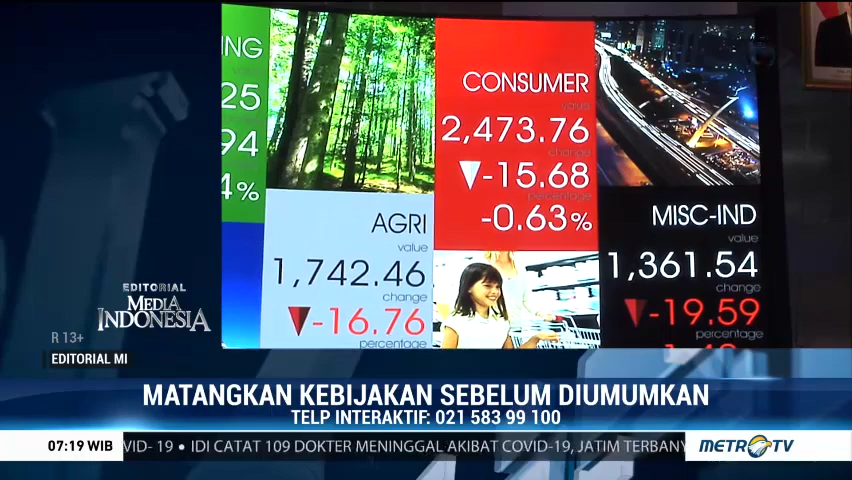 NG
25
94
4%
CONSUMER
value
2,473.76
change
-15.68
percentage
-0.63%
AGRI
value
1,742.46
change
-16.76
percentage
MISC-IND
value
1,361.54
change
-19.59
percentage
EDITORIAL
MEDIA
INDONESIA
R 13+
EDITORIAL MI
MATANGKAN KEBIJAKAN SEBELUM DIUMUMKAN
TELP INTERAKTIF: 021 583 99 100
07:19 WIB
VID- 19 • IDI CATAT 109 DOKTER MENINGGAL AKIBAT COVID-19, JATIM TERBANY
METRO TV